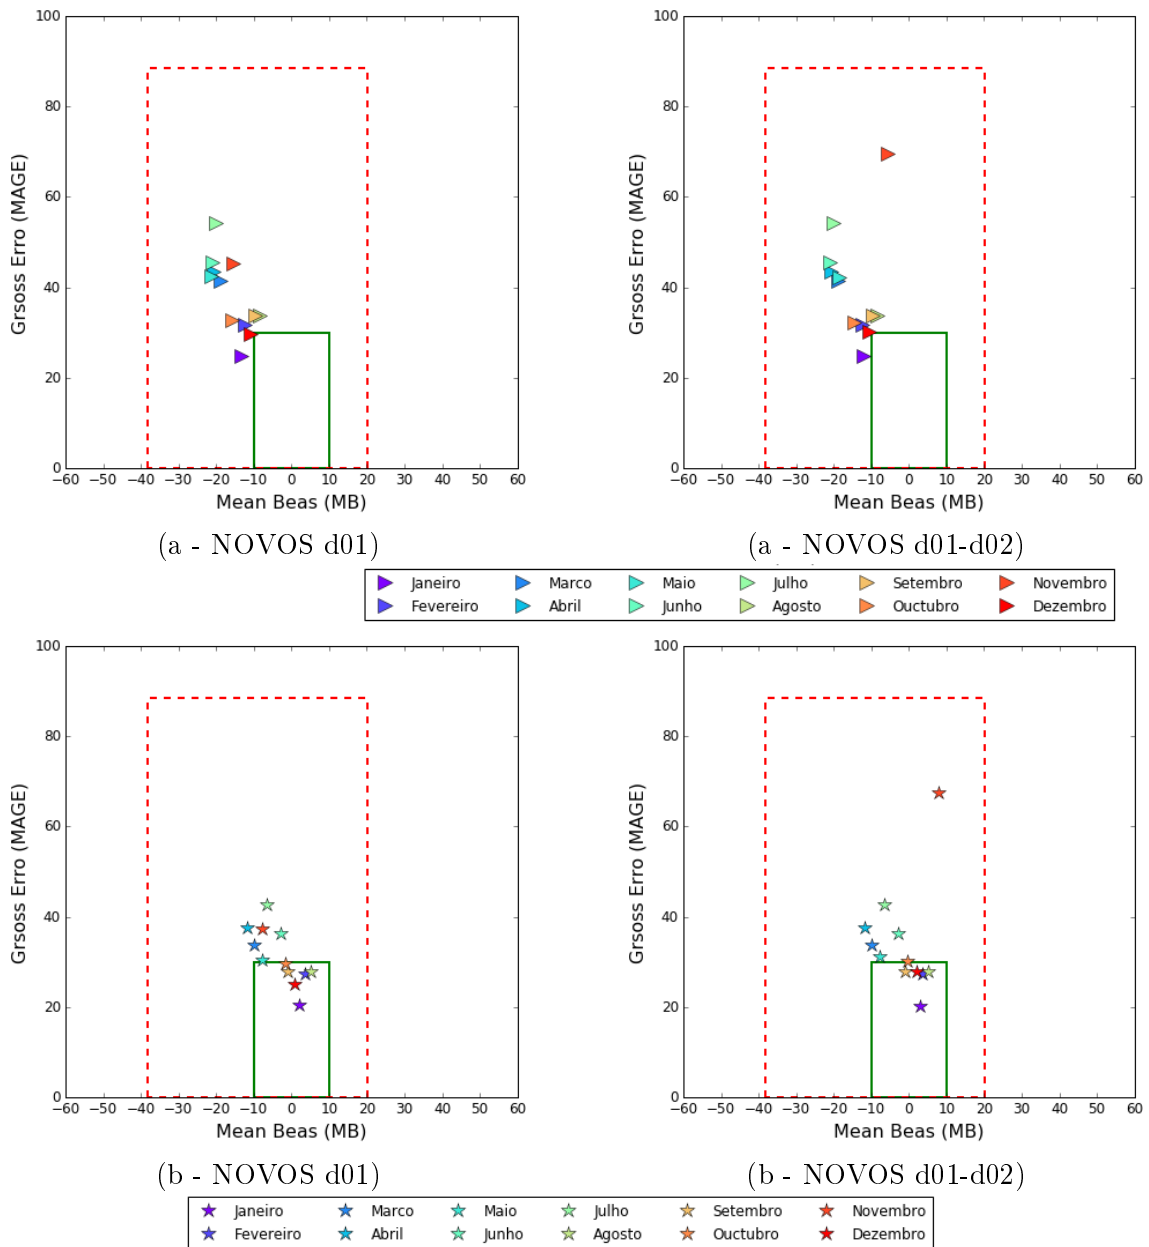 100
80
60
40
20
0
Grsoss Erro (MAGE)
−60 −50 −40 −30 −20 −10 0 10 20 30 40 50 60
Mean Beas (MB)
(a - NOVOS d01)
100
80
60
40
20
0
Grsoss Erro (MAGE)
−60 −50 −40 −30 −20 −10 0 10 20 30 40 50 60
Mean Beas (MB)
(a - NOVOS d01-d02)
Janeiro Marco Maio Julho Setembro Novembro
Fevereiro Abril Junho Agosto Ouctubro Dezembro
100
80
60
40
20
0
Grsoss Erro (MAGE)
−60 −50 −40 −30 −20 −10 0 10 20 30 40 50 60
Mean Beas (MB)
(b - NOVOS d01)
100
80
60
40
20
0
Grsoss Erro (MAGE)
−60 −50 −40 −30 −20 −10 0 10 20 30 40 50 60
Mean Beas (MB)
(b - NOVOS d01-d02)
Janeiro Marco Maio Julho Setembro Novembro
Fevereiro Abril Junho Agosto Ouctubro Dezembro